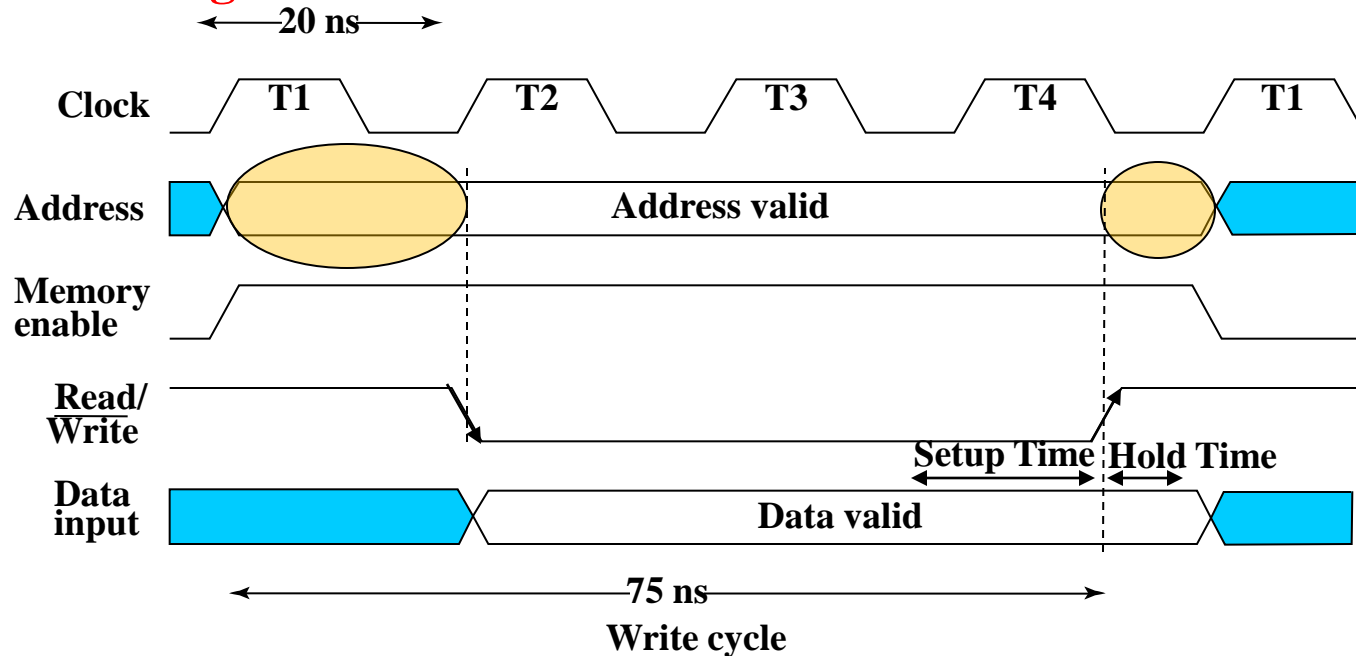 20 ns
Clock
T1 T2 T3 T4 T1
Address
Address valid
Memory
enable
Read/
Write
Setup Time Hold Time
Data
input
Data valid
75 ns
Write cycle